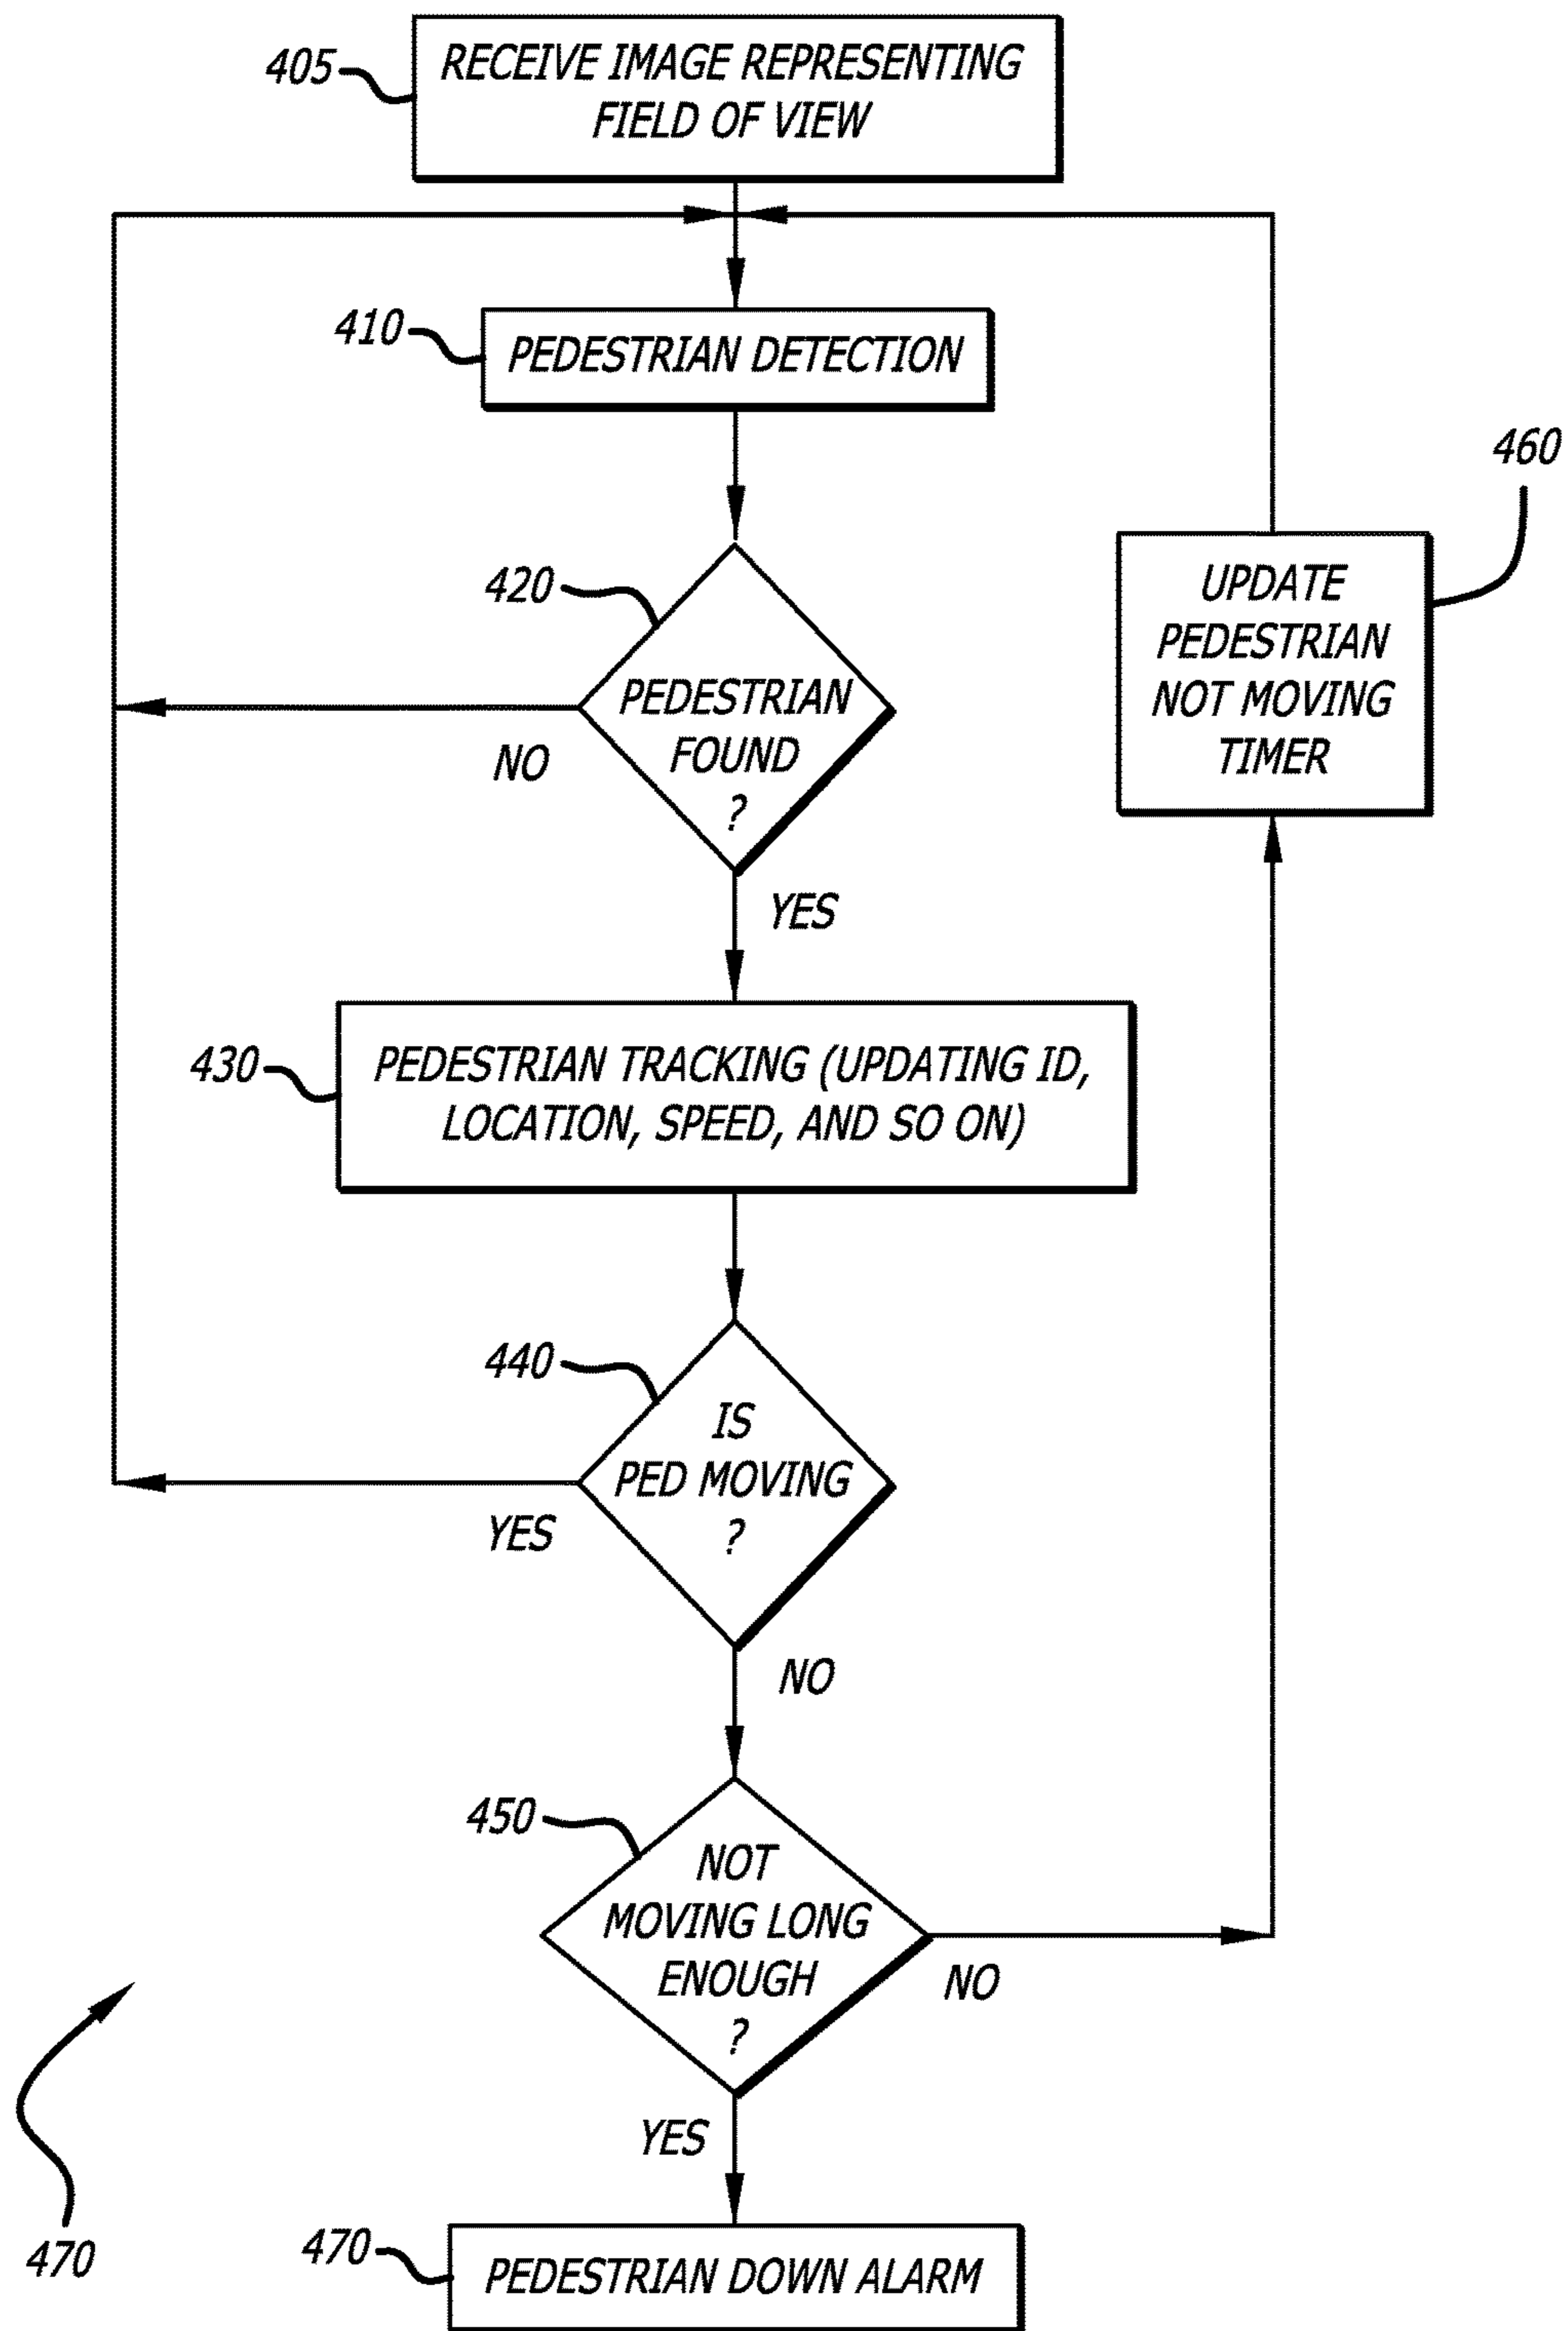 405
RECEIVE IMAGE REPRESENTING
FIELD OF VIEW
410
PEDESTRIAN DETECTION
420
PEDESTRIAN
FOUND
?
NO
YES
460
UPDATE
PEDESTRIAN
NOT MOVING
TIMER
430
PEDESTRIAN TRACKING (UPDATING ID,
LOCATION, SPEED, AND SO ON)
440
IS
PED MOVING
?
YES
NO
450
NOT
MOVING LONG
ENOUGH
?
NO
YES
470
470
PEDESTRIAN DOWN ALARM